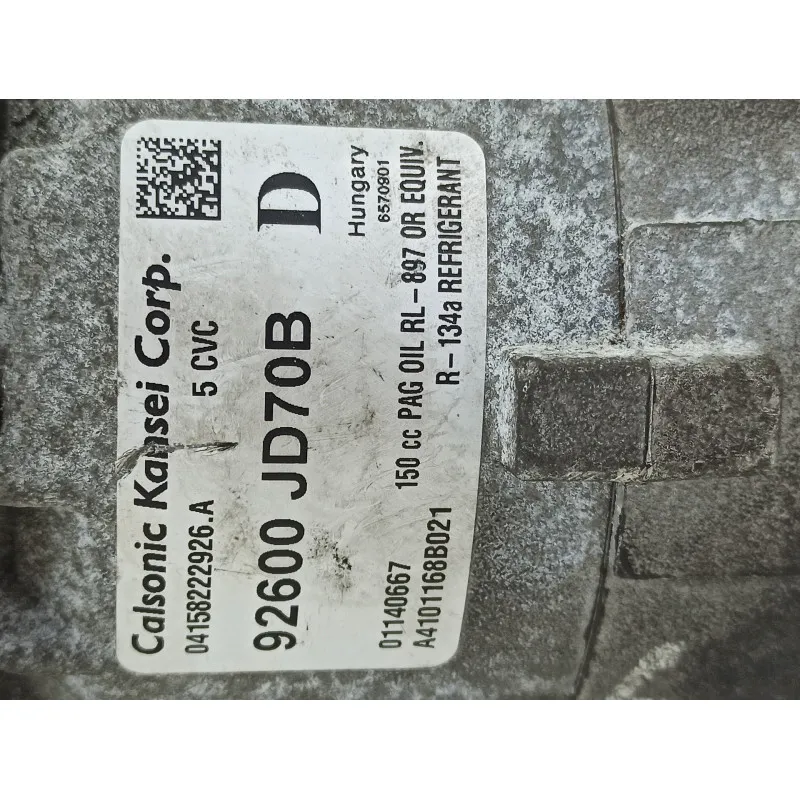 Calsonic Kansei Corp.
04158222926.A 5 CVC
92600 JD70B D
Hungary
6570901
01140667 150 cc PAG OIL RL-897 OR EQUIV.
A4101168B021 R-134a REFRIGERANT